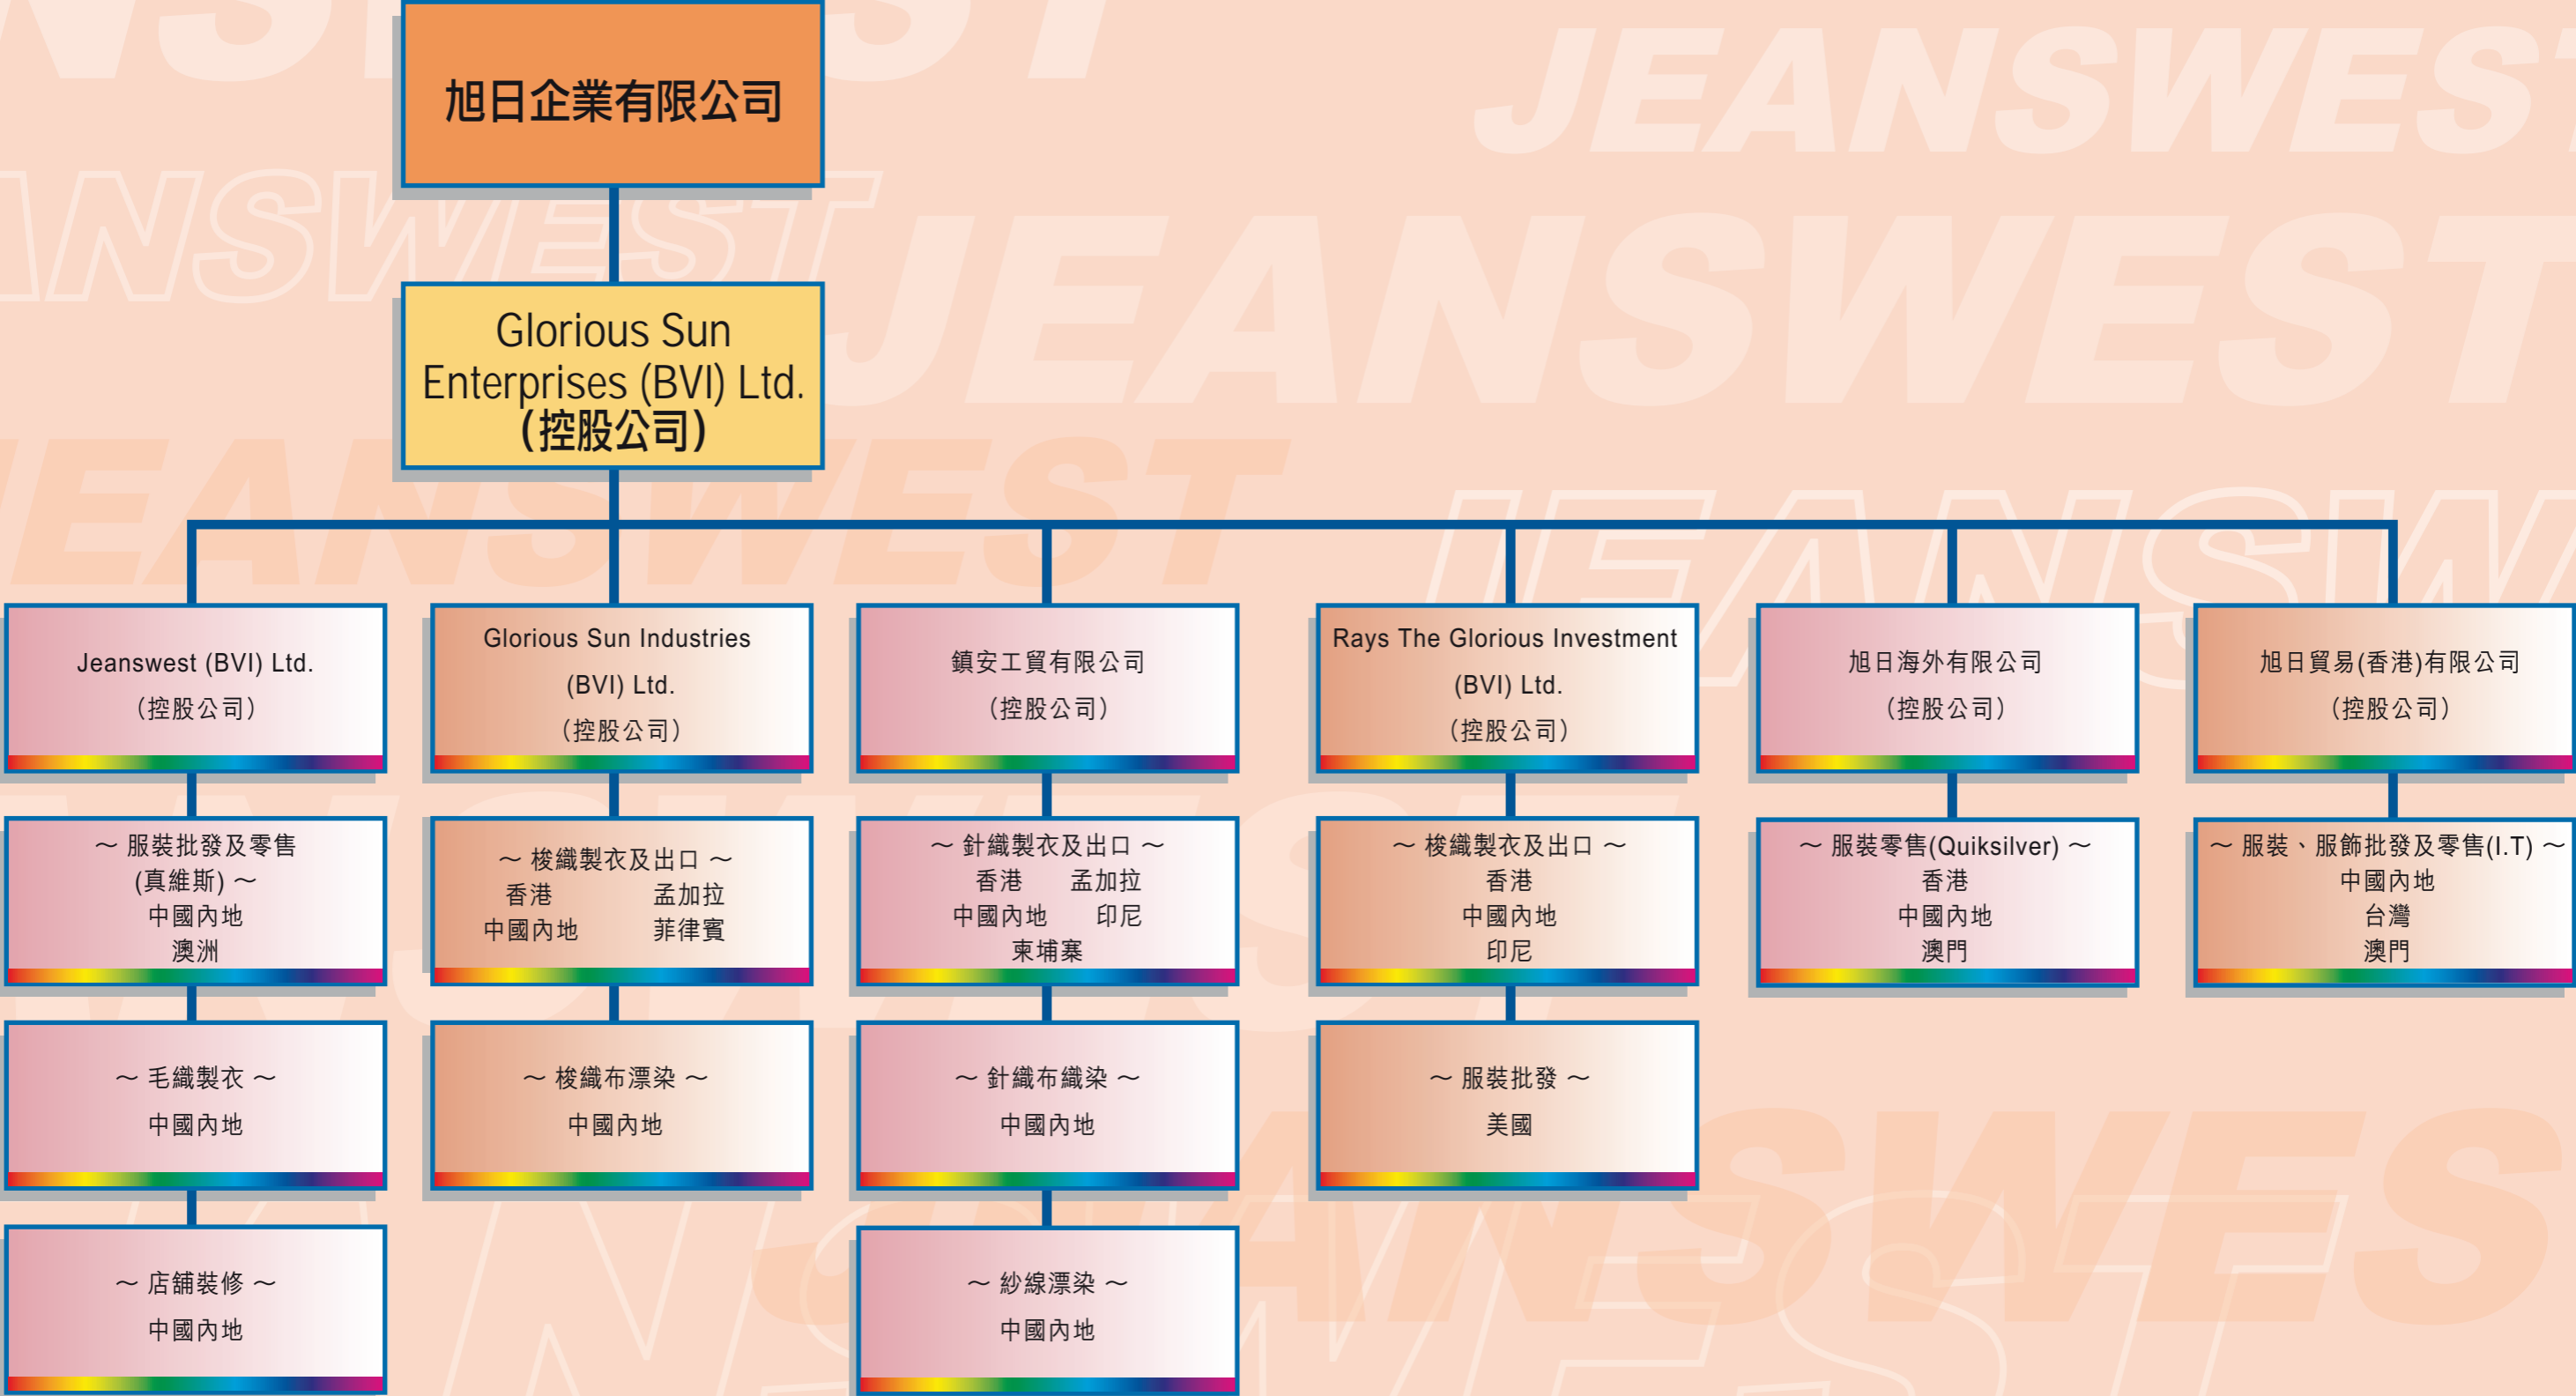 旭日企業有限公司
Glorious Sun
Enterprises (BVI) Ltd.
(控股公司)
Jeanswest (BVI) Ltd.
(控股公司)
Glorious Sun Industries
(BVI) Ltd.
(控股公司)
鎮安工貿有限公司
(控股公司)
Rays The Glorious Investment
(BVI) Ltd.
(控股公司)
旭日海外有限公司
(控股公司)
旭日貿易(香港)有限公司
(控股公司)
～ 服裝批發及零售
(真維斯) ～
中國內地
澳洲
～ 梭織製衣及出口 ～
香港 孟加拉
中國內地 菲律賓
～ 針織製衣及出口 ～
香港 孟加拉
中國內地 印尼
柬埔寨
～ 梭織製衣及出口 ～
香港
中國內地
印尼
～ 服裝零售(Quiksilver) ～
香港
中國內地
澳門
～ 服裝、服飾批發及零售(I.T) ～
中國內地
台灣
澳門
～ 毛織製衣 ～
中國內地
～ 梭織布漂染 ～
中國內地
～ 針織布織染 ～
中國內地
～ 服裝批發 ～
美國
～ 店舖裝修 ～
中國內地
～ 紗線漂染 ～
中國內地
JEANSWEST
JEANSWEST
JEANSWEST